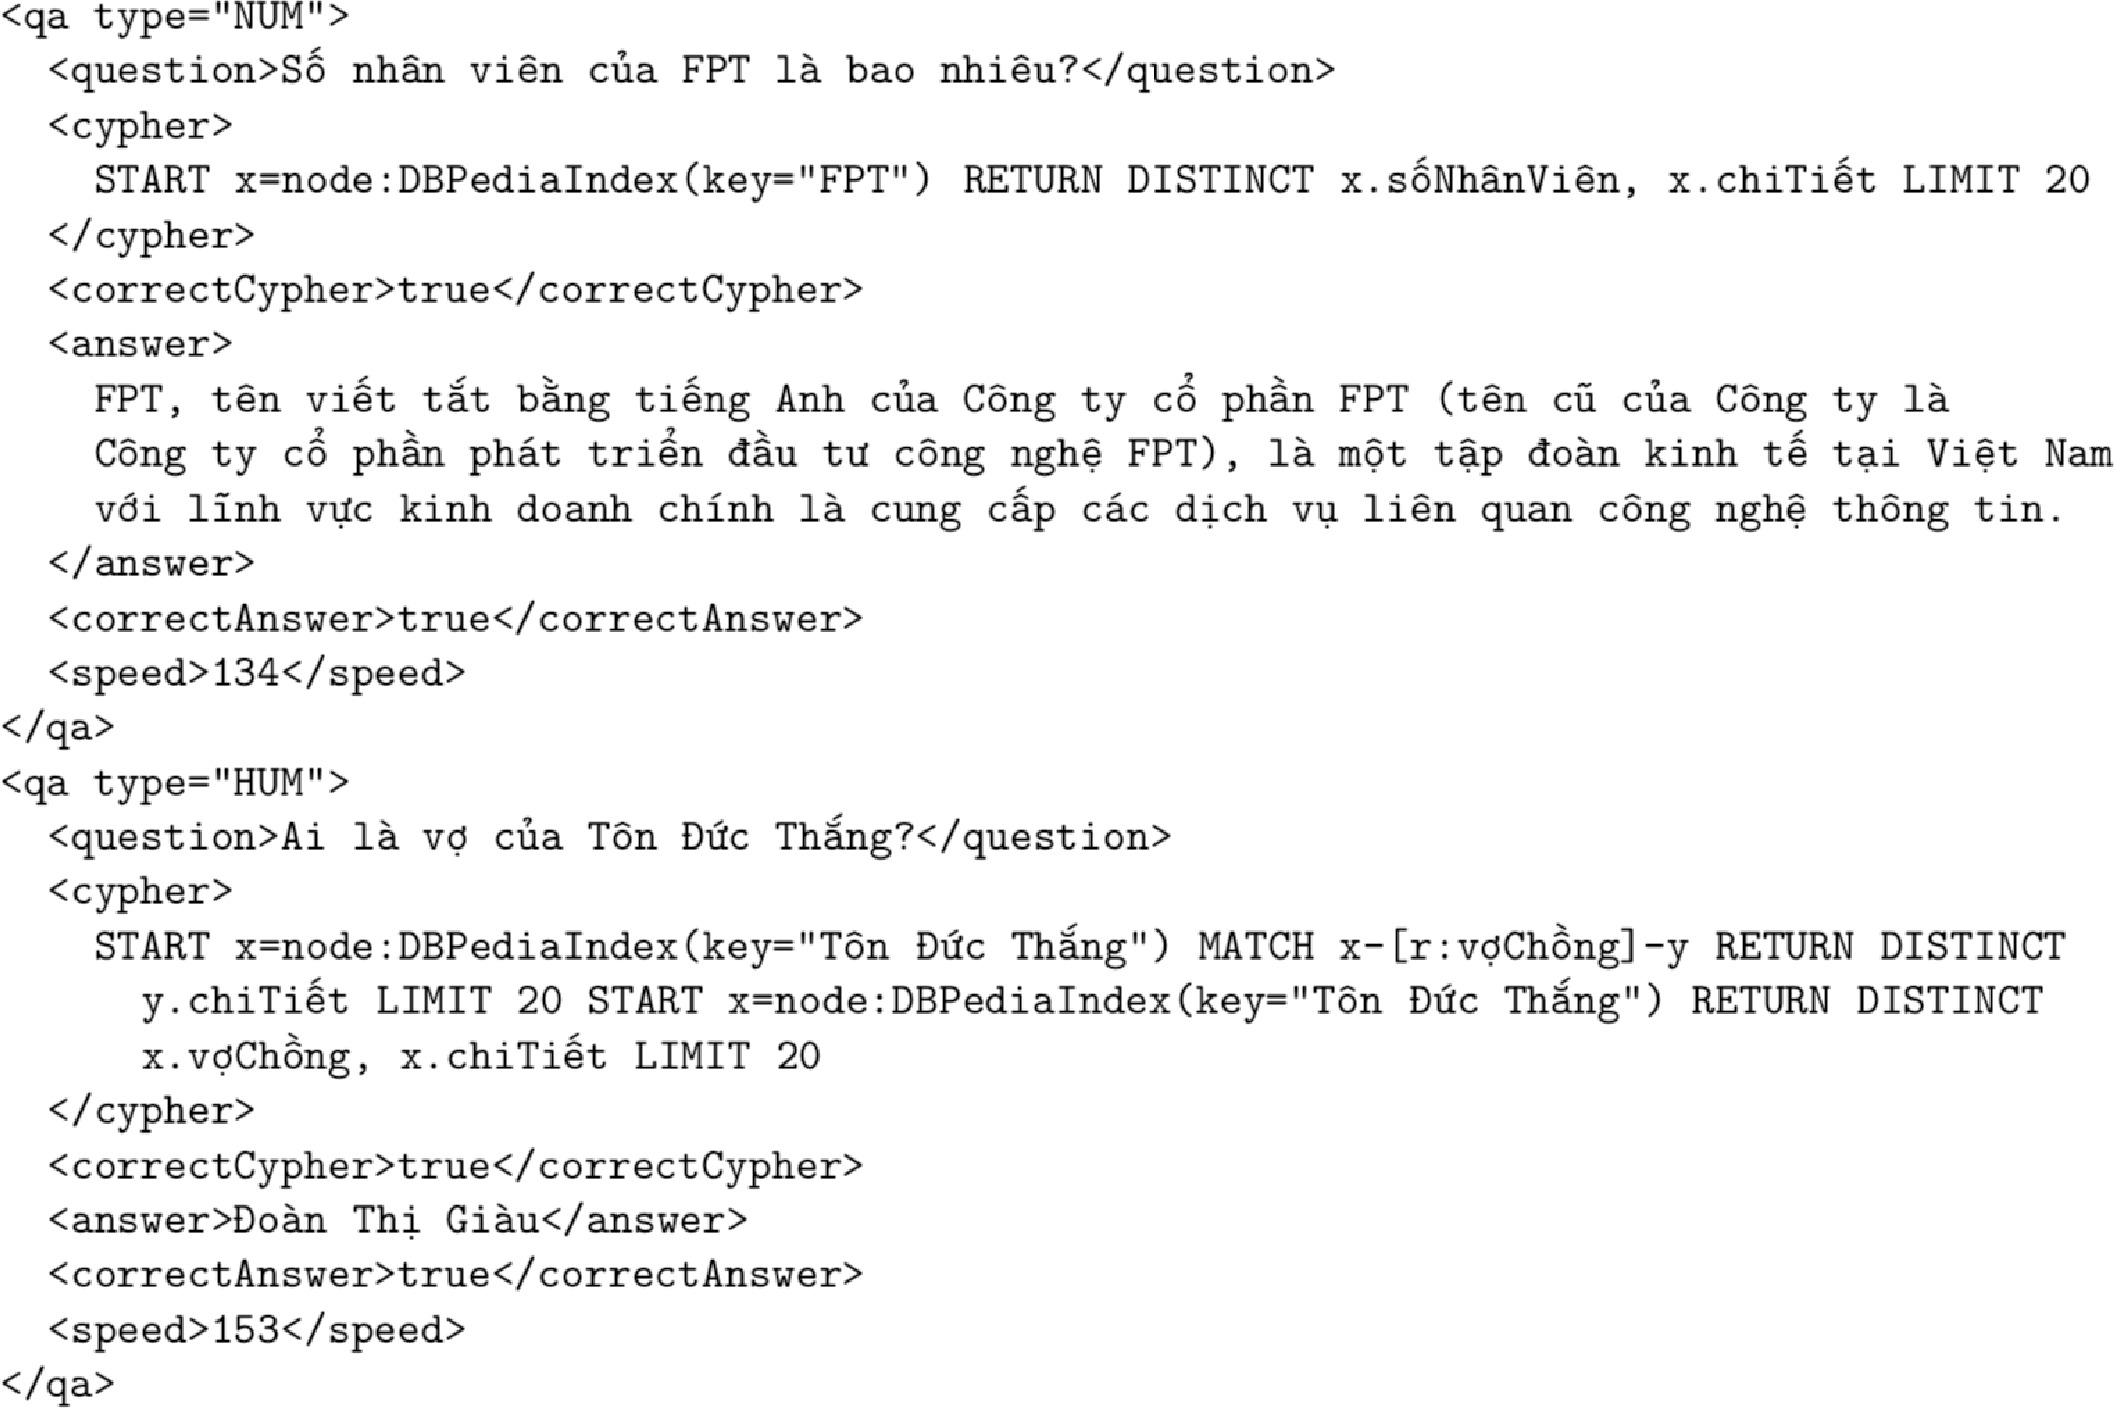 <qa type="NUM">
<question>Số nhân viên của FPT là bao nhiêu?</question>
<cypher>
START x=node:DBPediaIndex(key="FPT") RETURN DISTINCT x.sốNhânViên, x.chiTiết LIMIT 20
</cypher>
<correctCypher>true</correctCypher>
<answer>
FPT, tên viết tắt bằng tiếng Anh của Công ty cổ phần FPT (tên cũ của Công ty là
Công ty cổ phần phát triển đầu tư công nghệ FPT), là một tập đoàn kinh tế tại Việt Nam
với lĩnh vực kinh doanh chính là cung cấp các dịch vụ liên quan công nghệ thông tin.
</answer>
<correctAnswer>true</correctAnswer>
<speed>134</speed>
</qa>
<qa type="HUM">
<question>Ai là vợ của Tôn Đức Thắng?</question>
<cypher>
START x=node:DBPediaIndex(key="Tôn Đức Thắng") MATCH x-[r:vợChồng]-y RETURN DISTINCT
y.chiTiết LIMIT 20 START x=node:DBPediaIndex(key="Tôn Đức Thắng") RETURN DISTINCT
x.vợChồng, x.chiTiết LIMIT 20
</cypher>
<correctCypher>true</correctCypher>
<answer>Đoàn Thị Giàu</answer>
<correctAnswer>true</correctAnswer>
<speed>153</speed>
</qa>